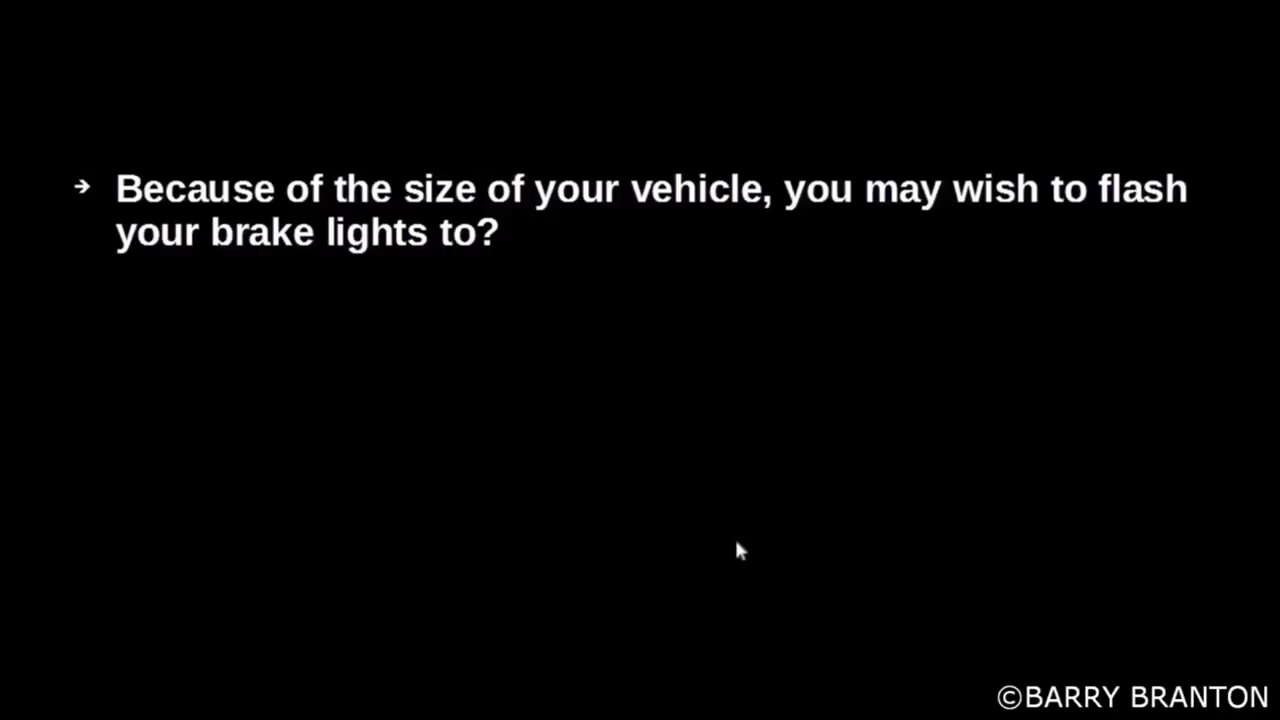 ➔ Because of the size of your vehicle, you may wish to flash
your brake lights to?
©BARRY BRANTON